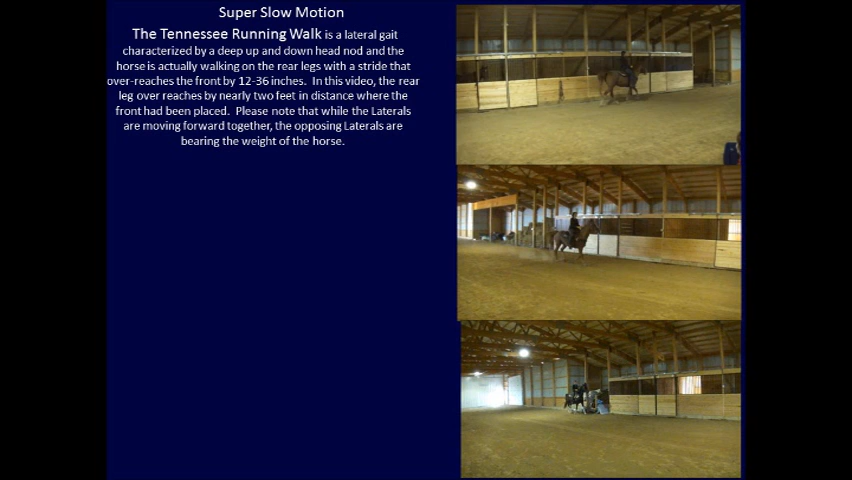 Super Slow Motion
The Tennessee Running Walk is a lateral gait
characterized by a deep up and down head nod and the
horse is actually walking on the rear legs with a stride that
over-reaches the front by 12-36 inches.  In this video, the rear
leg over reaches by nearly two feet in distance where the
front had been placed.  Please note that while the Laterals
are moving forward together, the opposing Laterals are
bearing the weight of the horse.